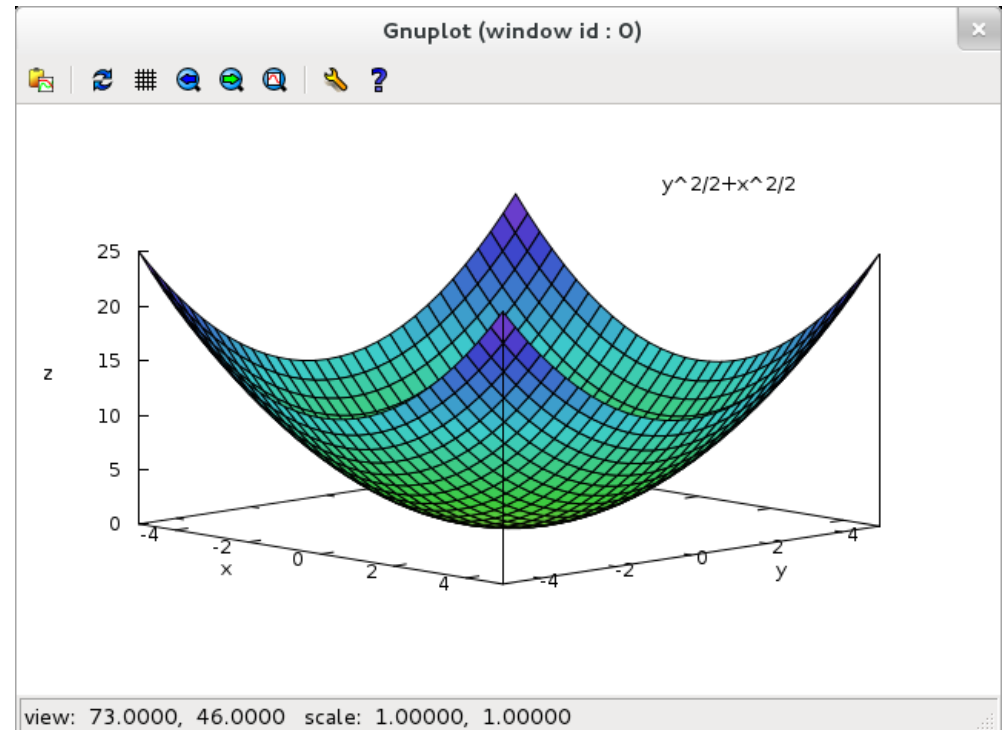 Gnuplot (window id : 0)
y^2/2+x^2/2
25
20
15
z
10
5
0
-4 -2 0 2 4
x
-4 -2 0 2 4
y
view: 73.0000, 46.0000 scale: 1.00000, 1.00000